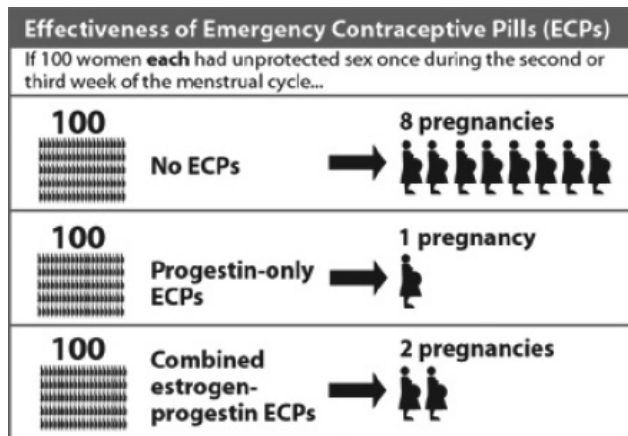 Effectiveness of Emergency Contraceptive Pills (ECPs)
If 100 women each had unprotected sex once during the second or
third week of the menstrual cycle...
100
No ECPs
8 pregnancies
100
Progestin-only
ECPs
1 pregnancy
100
Combined
estrogen-
progestin ECPs
2 pregnancies